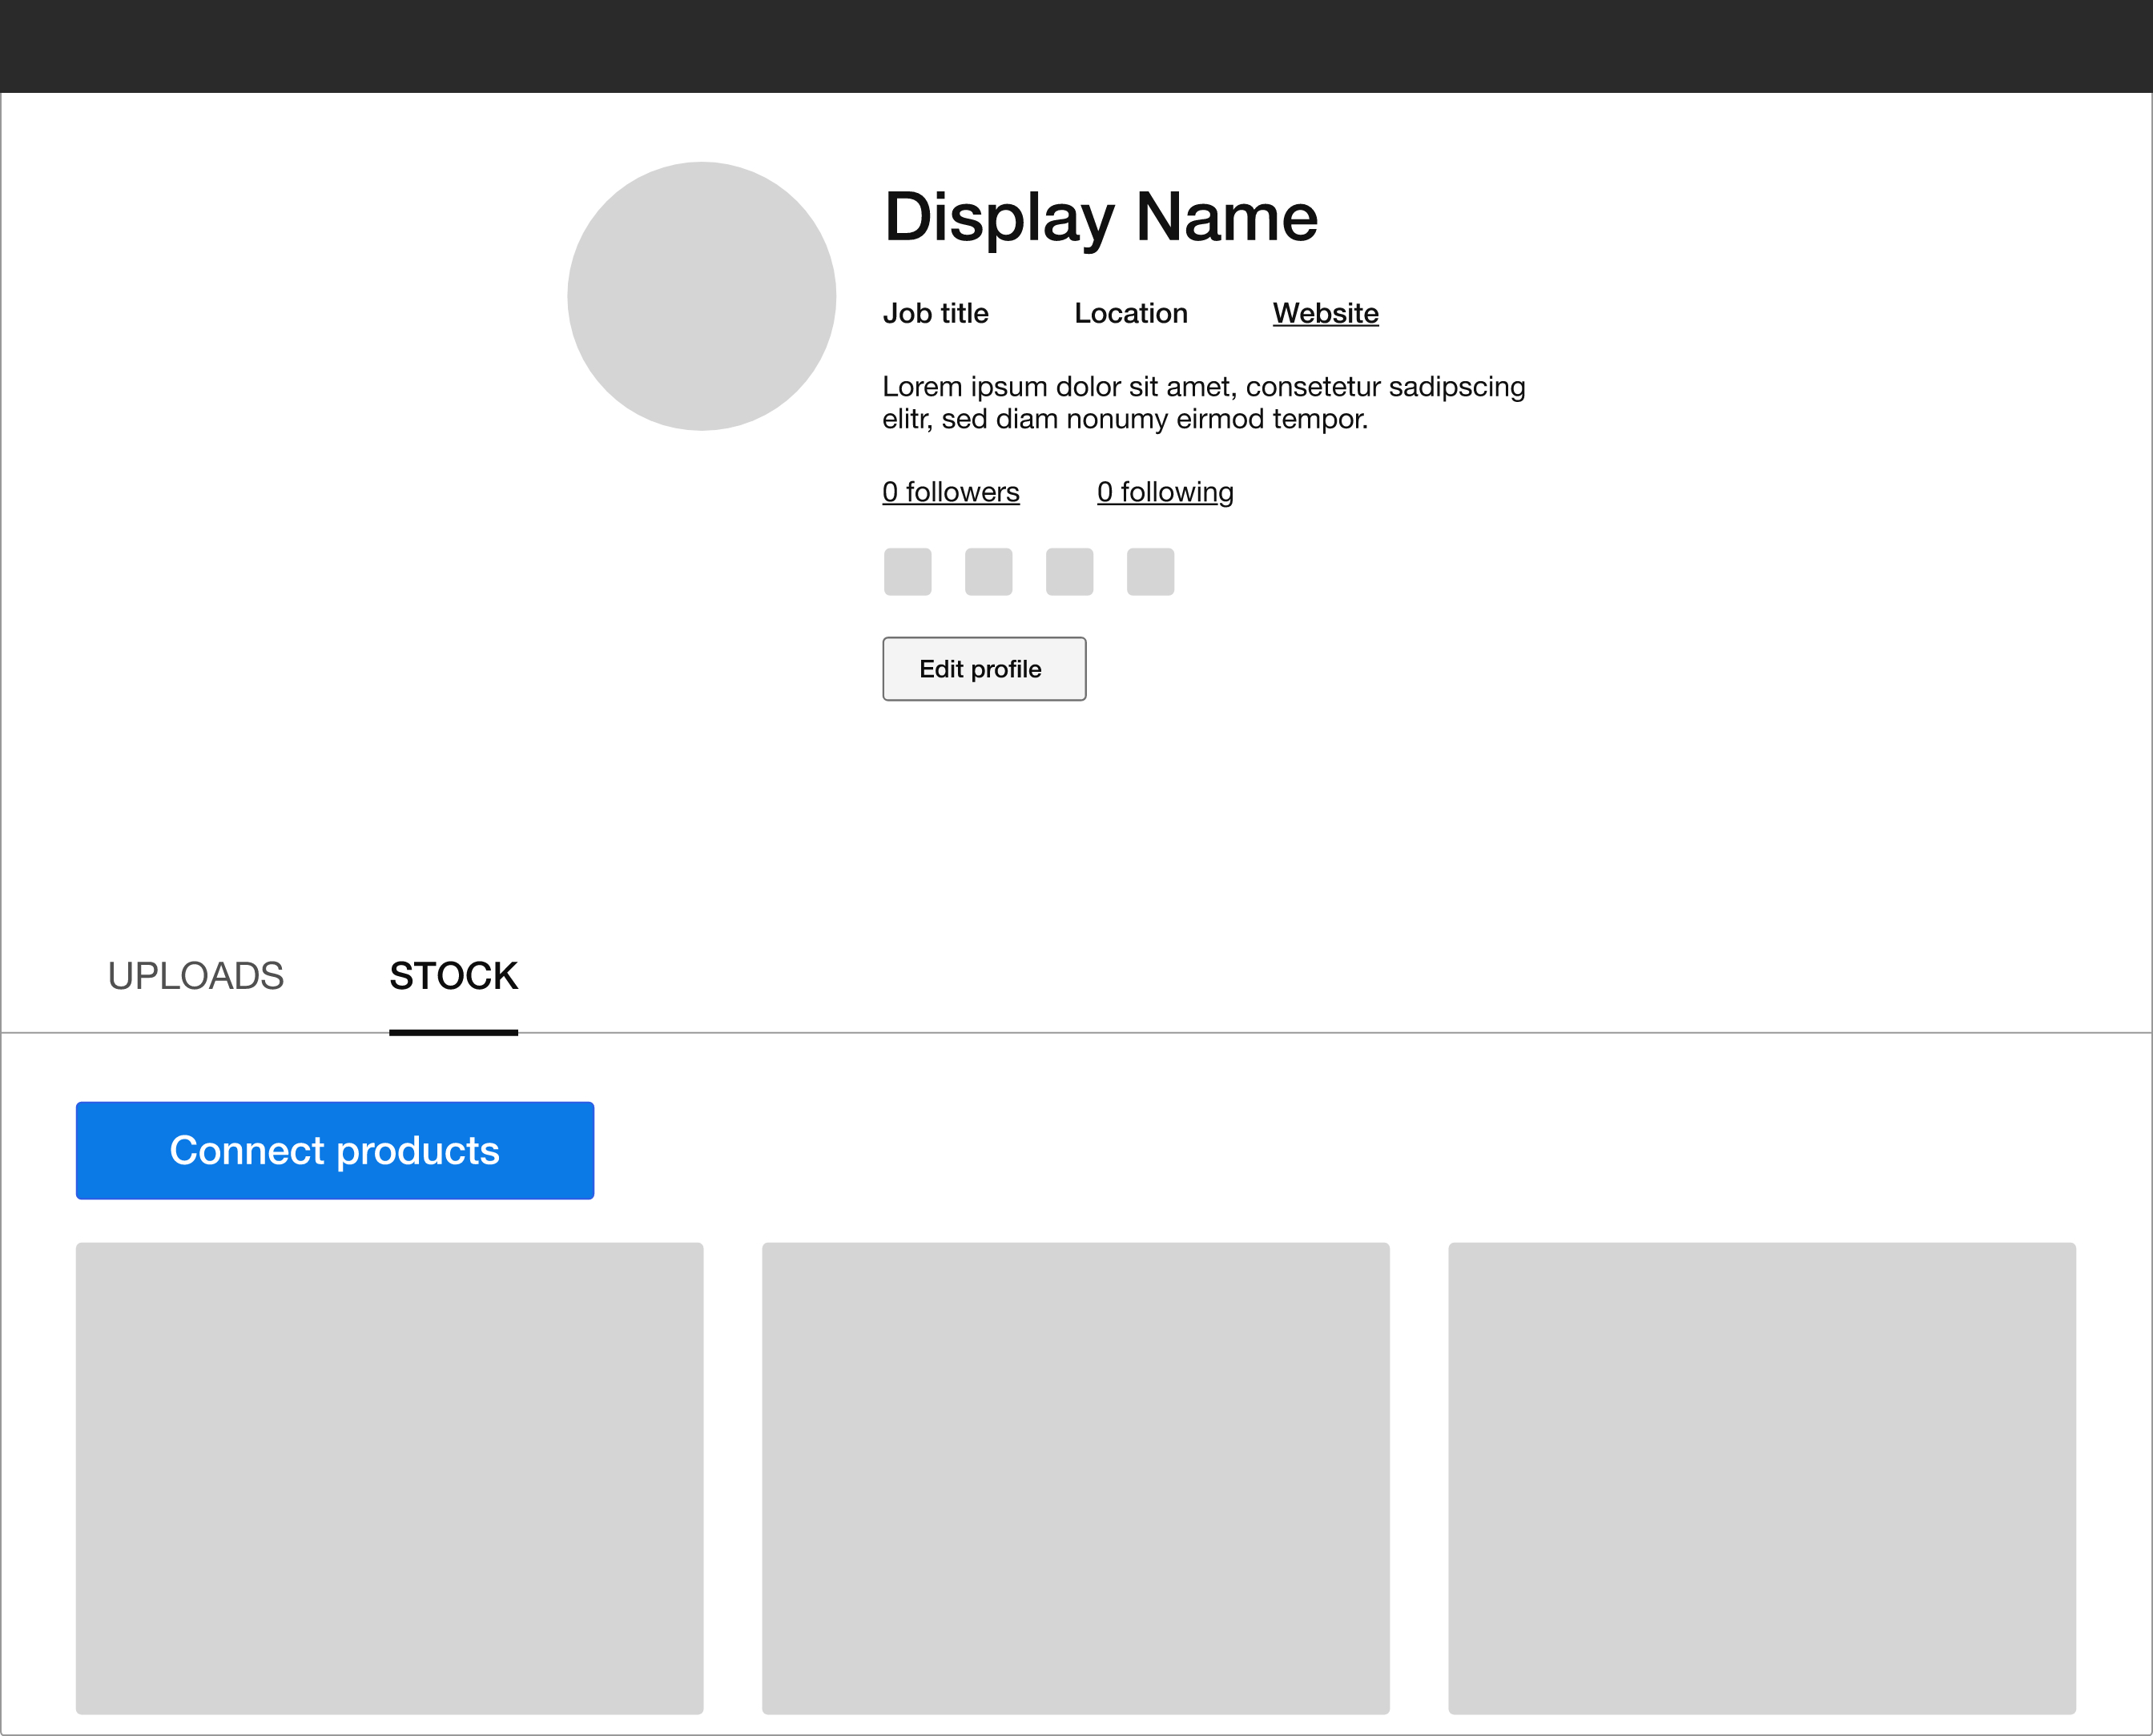 Display Name
Job title Location Website
Lorem ipsum dolor sit amet, consetetur sadipscing
elitr, sed diam nonumy eirmod tempor.
0 followers 0 following
Edit profile
UPLOADS STOCK
Connect products